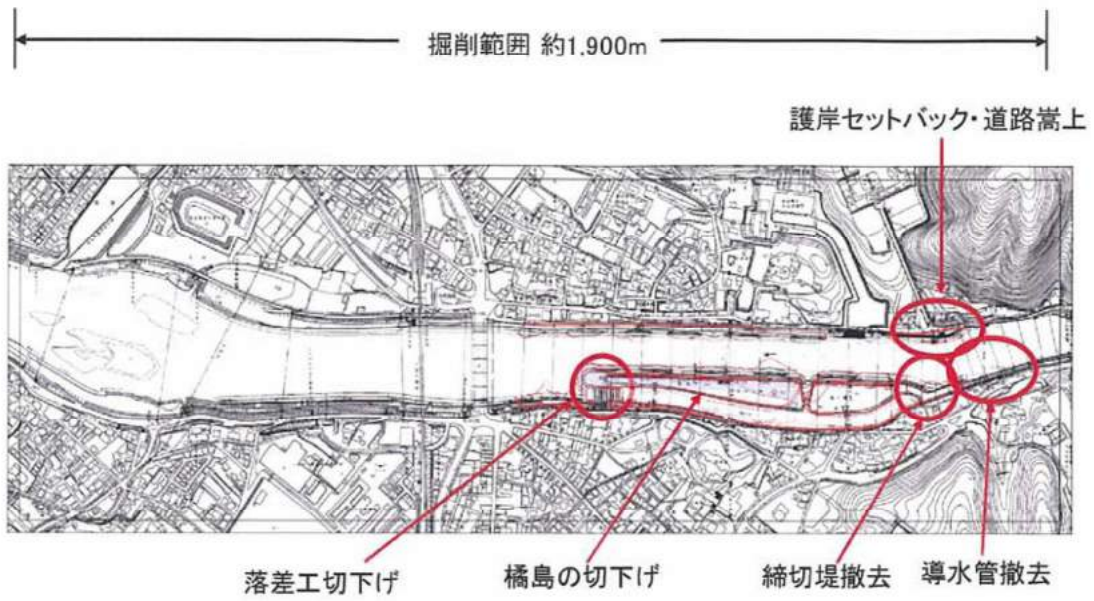 掘削範囲 約1.900m
護岸セットバック・道路嵩上
落差工切下げ
橘島の切下げ
締切堤撤去
導水管撤去